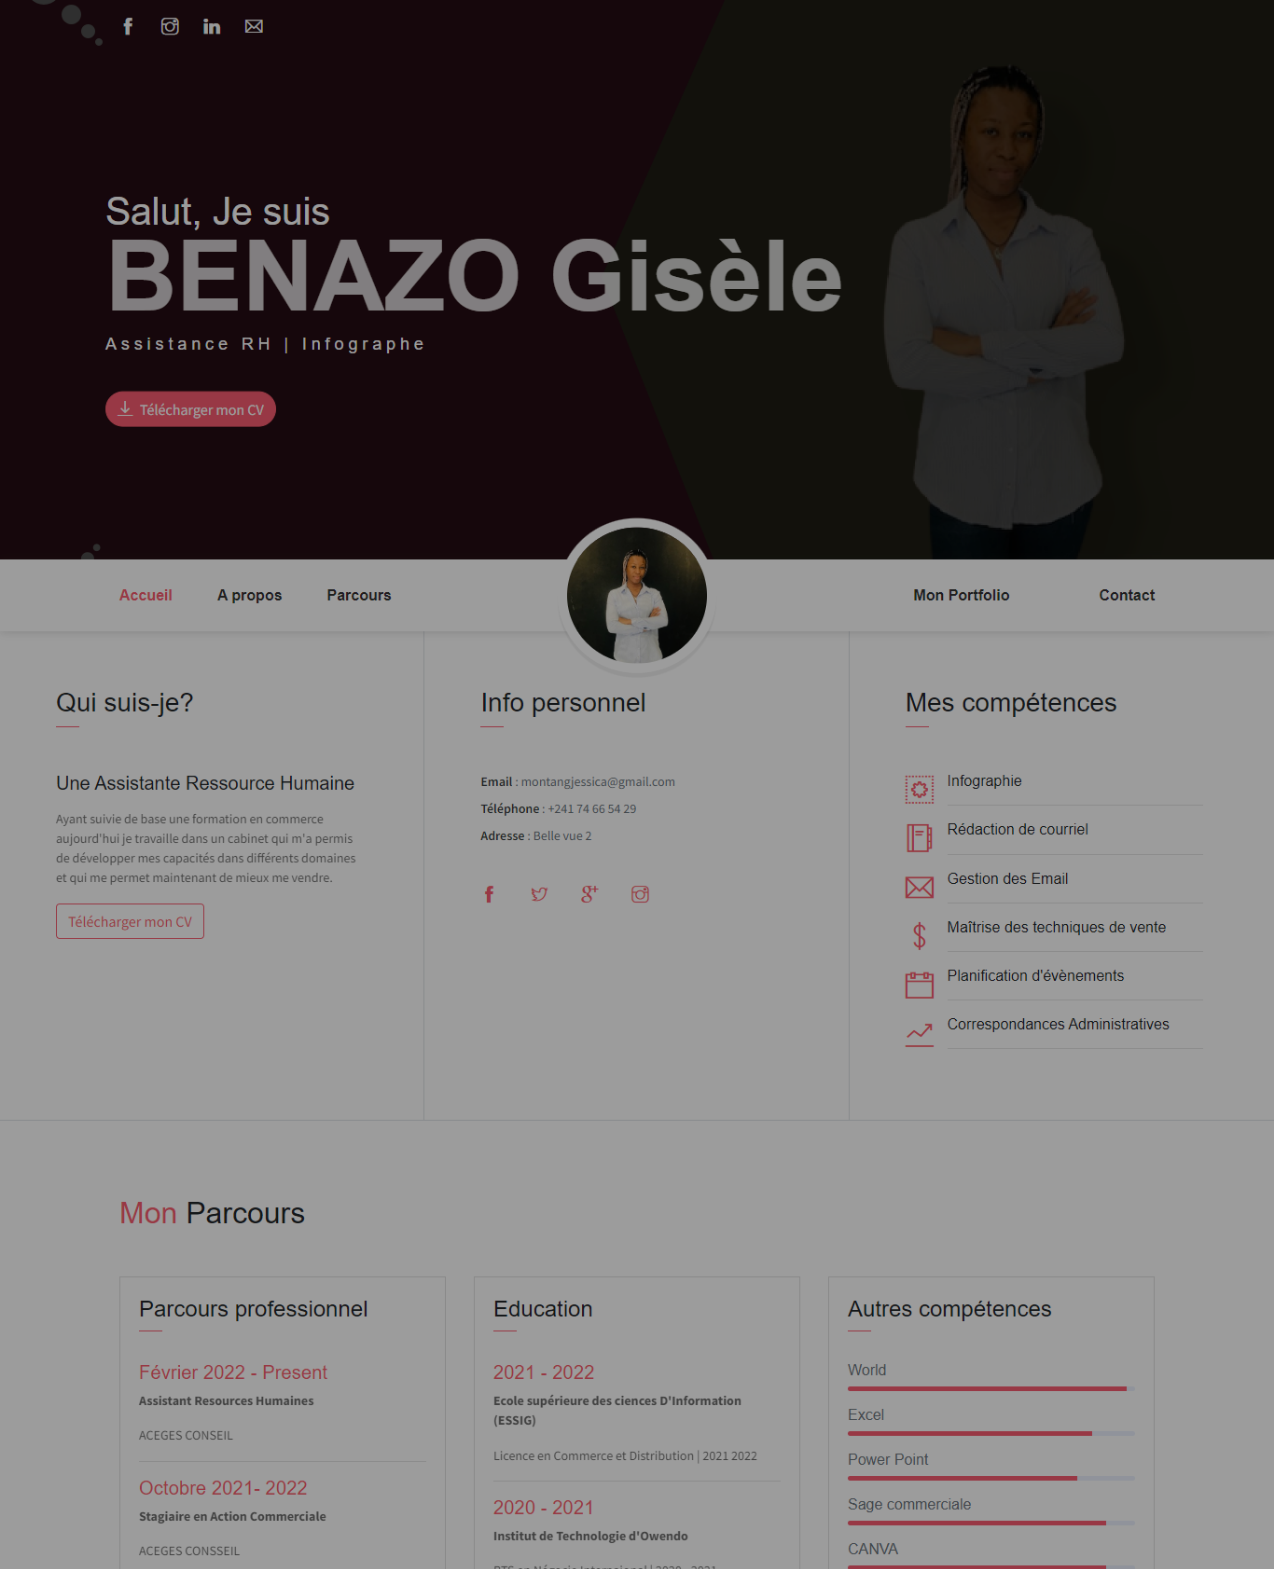 Salut, Je suis
BENAZO Gisèle
Assistance RH | Infographe
Télécharger mon CV
Accueil
A propos
Parcours
Mon Portfolio
Contact
Qui suis-je?
Une Assistante Ressource Humaine
Ayant suivie de base une formation en commerce
aujourd'hui je travaille dans un cabinet qui m'a permis
de développer mes capacités dans différents domaines
et qui me permet maintenant de mieux me vendre.
Télécharger mon CV
Info personnel
Email : montangjessica@gmail.com
Téléphone : +241 74 66 54 29
Adresse : Belle vue 2
Mes compétences
Infographie
Rédaction de courriel
Gestion des Email
Maîtrise des techniques de vente
Planification d'évènements
Correspondances Administratives
Mon Parcours
Parcours professionnel
Février 2022 - Present
Assistant Resources Humaines
ACEGES CONSEIL
Octobre 2021- 2022
Stagiaire en Action Commerciale
ACEGES CONSSEIL
Education
2021 - 2022
Ecole supérieure des ciences D'Information
(ESSIG)
Licence en Commerce et Distribution | 2021 2022
2020 - 2021
Institut de Technologie d'Owendo
Autres compétences
World
Excel
Power Point
Sage commerciale
CANVA